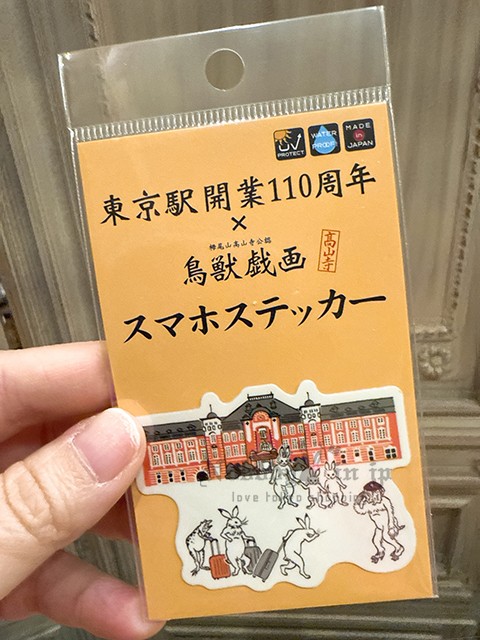 UV
PROTECT
WATER
PROOF
MADE
in
JAPAN
東京駅開業110周年
×
栂尾山高山寺公認
鳥獣戯画
高山寺
スマホステッカー
love tokyo